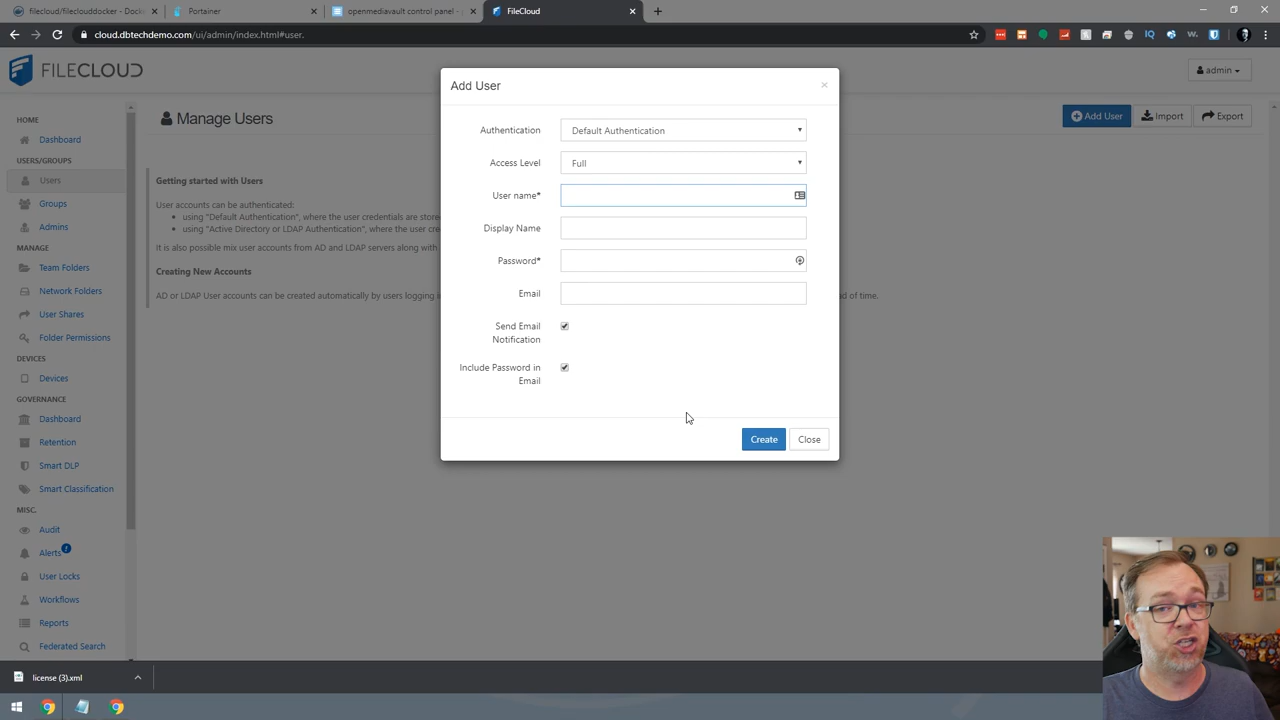 filecloud/fileclouddocker - Docke
Portainer
openmediavault control panel - o
FileCloud
cloud.dbtechdemo.com/ui/admin/index.html#user.
FILECLOUD
admin
HOME
Dashboard
USERS/GROUPS
Users
Groups
Admins
MANAGE
Team Folders
Network Folders
User Shares
Folder Permissions
DEVICES
Devices
GOVERNANCE
Dashboard
Retention
Smart DLP
Smart Classification
MISC.
Audit
Alerts
User Locks
Workflows
Reports
Federated Search
Manage Users
Add User
Import
Export
Getting started with Users
User accounts can be authenticated:
using "Default Authentication", where the user credentials are store
using "Active Directory or LDAP Authentication", where the user cre
It is also possible mix user accounts from AD and LDAP servers along with
Creating New Accounts
AD or LDAP User accounts can be created automatically by users logging i
d of time.
Add User
×
Authentication
Default Authentication
Access Level
Full
User name*
Display Name
Password*
Email
Send Email
Notification
Include Password in
Email
Create
Close
license (3).xml